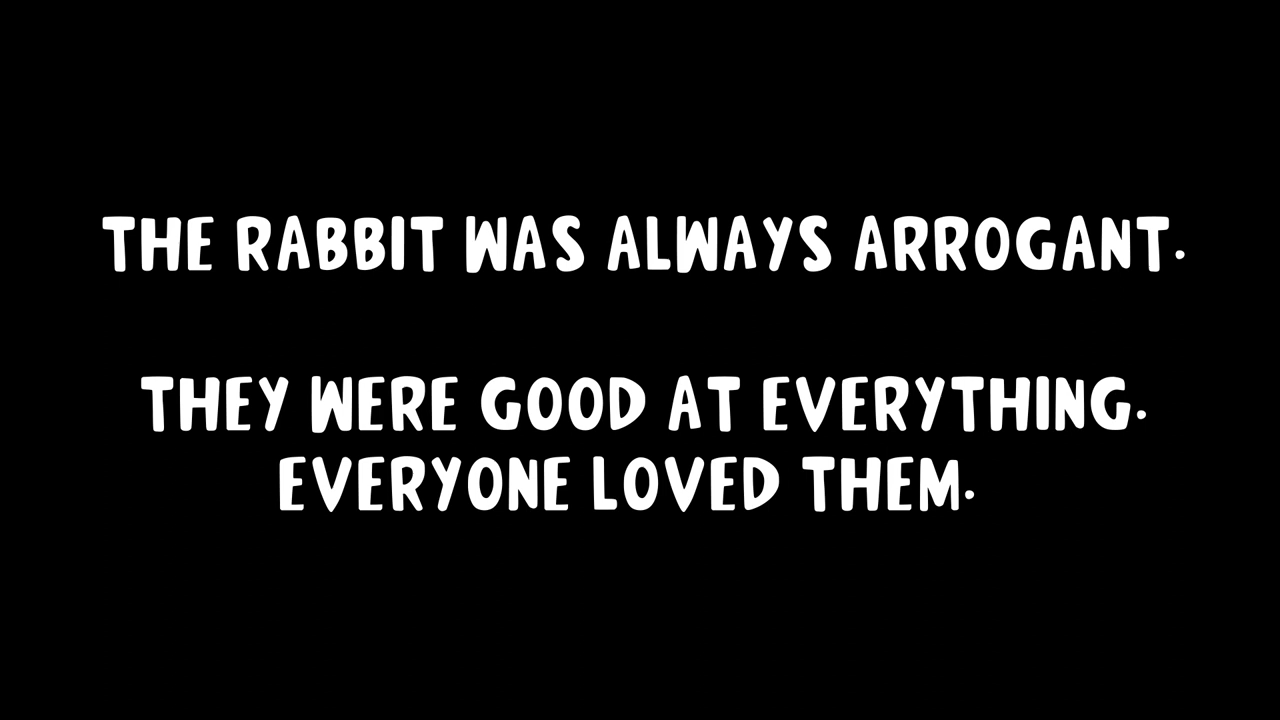 THE RABBIT WAS ALWAYS ARROGANT.
THEY WERE GOOD AT EVERYTHING.
EVERYONE LOVED THEM.